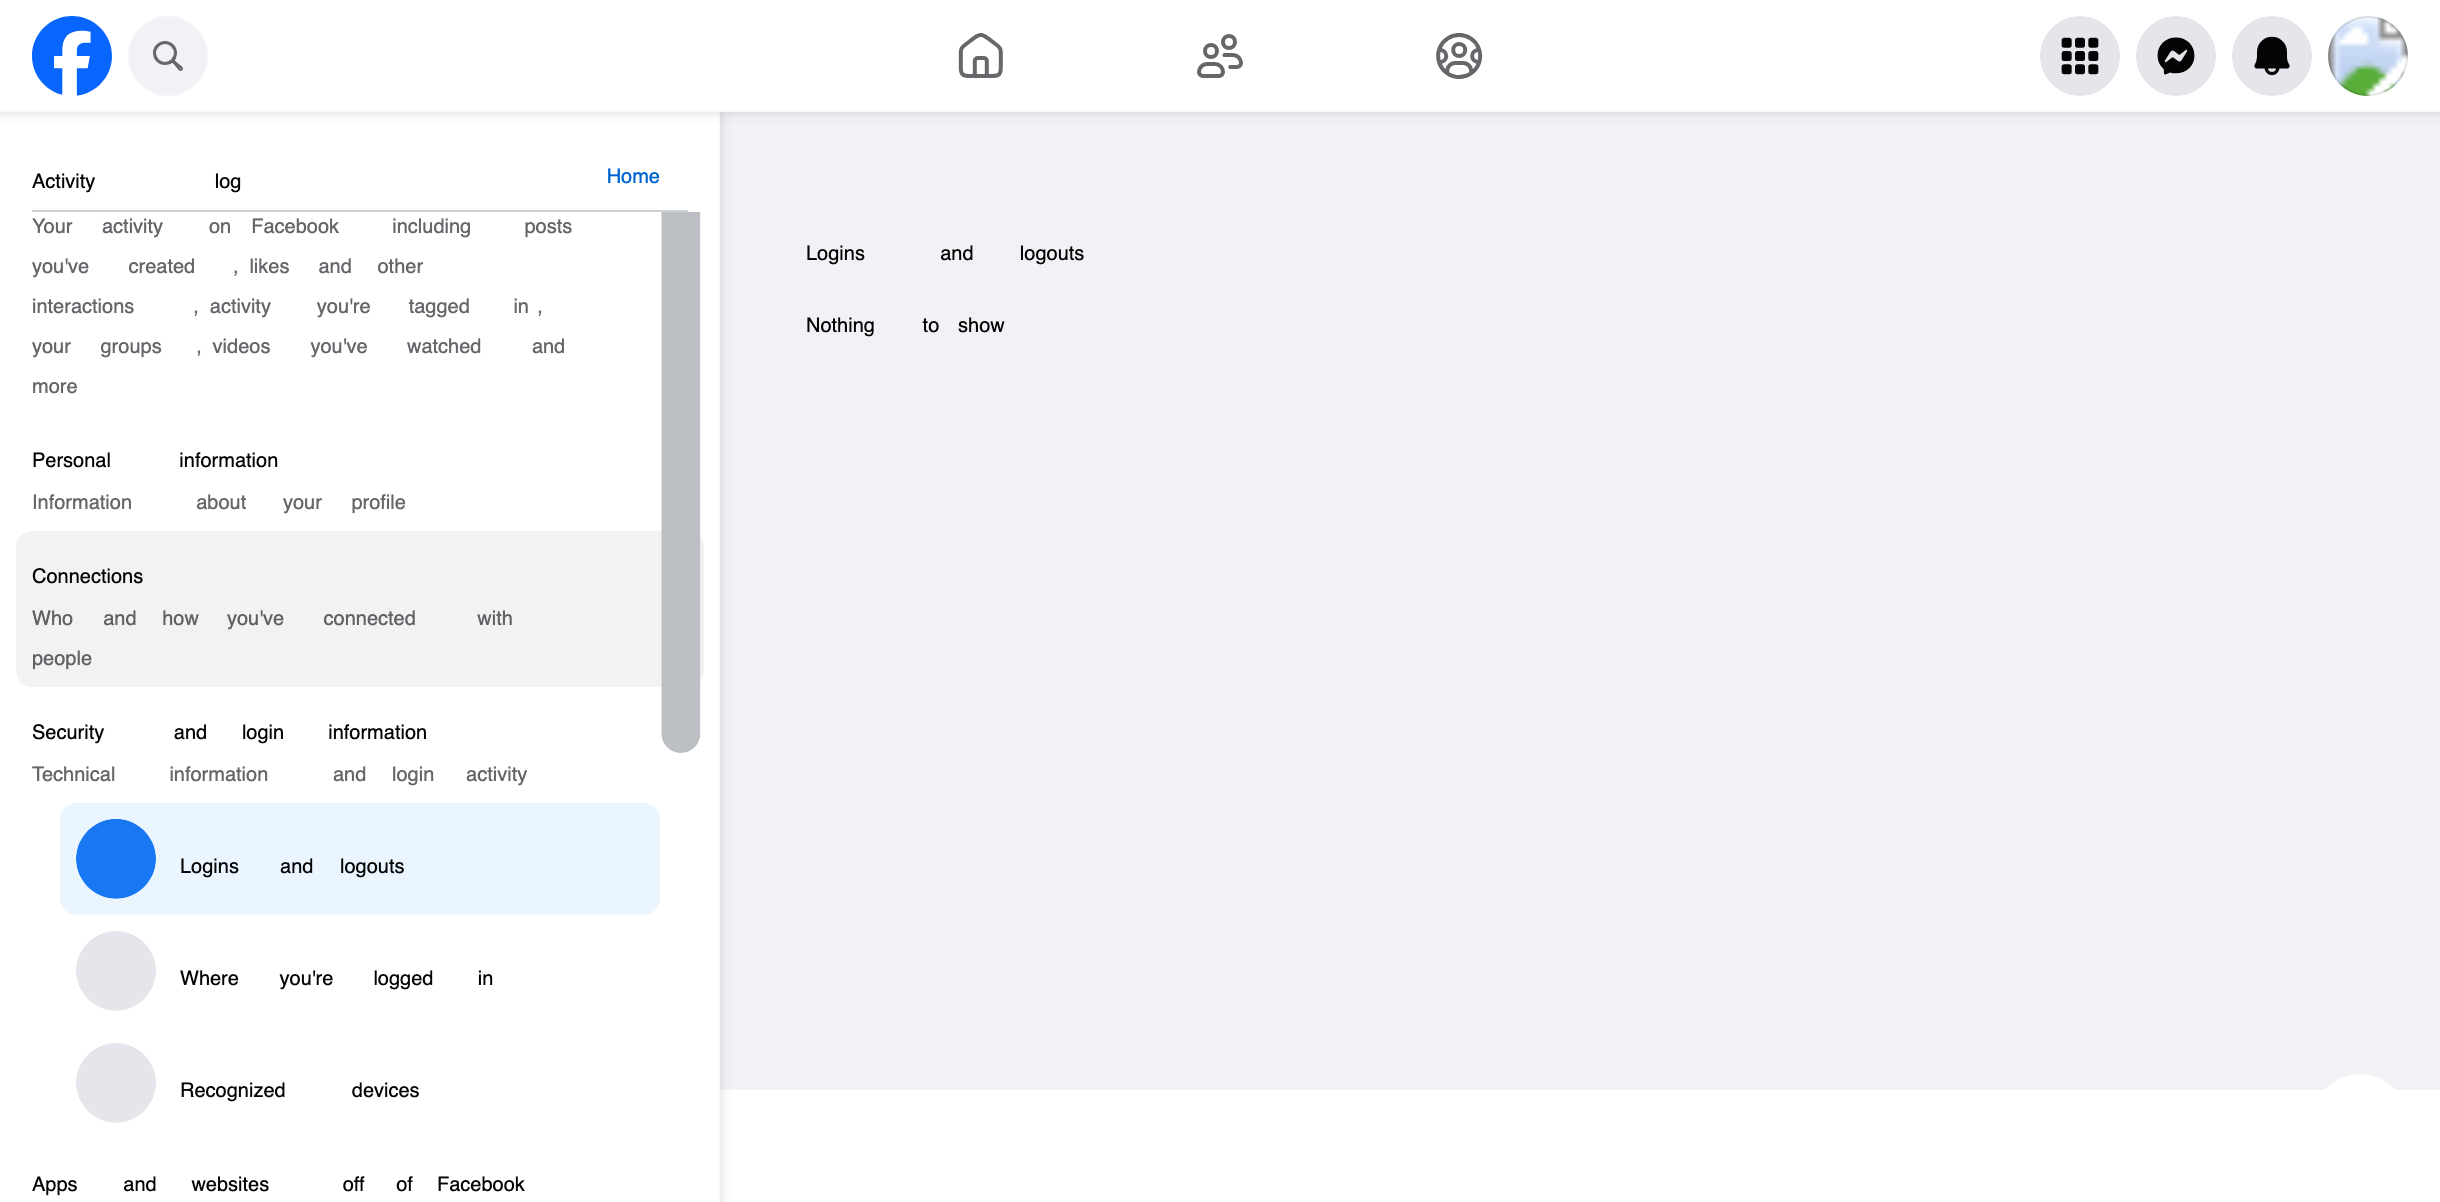 Activity log
Home
Your activity on Facebook including posts
you've created , likes and other
interactions , activity you're tagged in ,
your groups , videos you've watched and
more
Personal information
Information about your profile
Connections
Who and how you've connected with
people
Security and login information
Technical information and login activity
Logins and logouts
Where you're logged in
Recognized devices
Apps and websites off of Facebook
Logins and logouts
Nothing to show